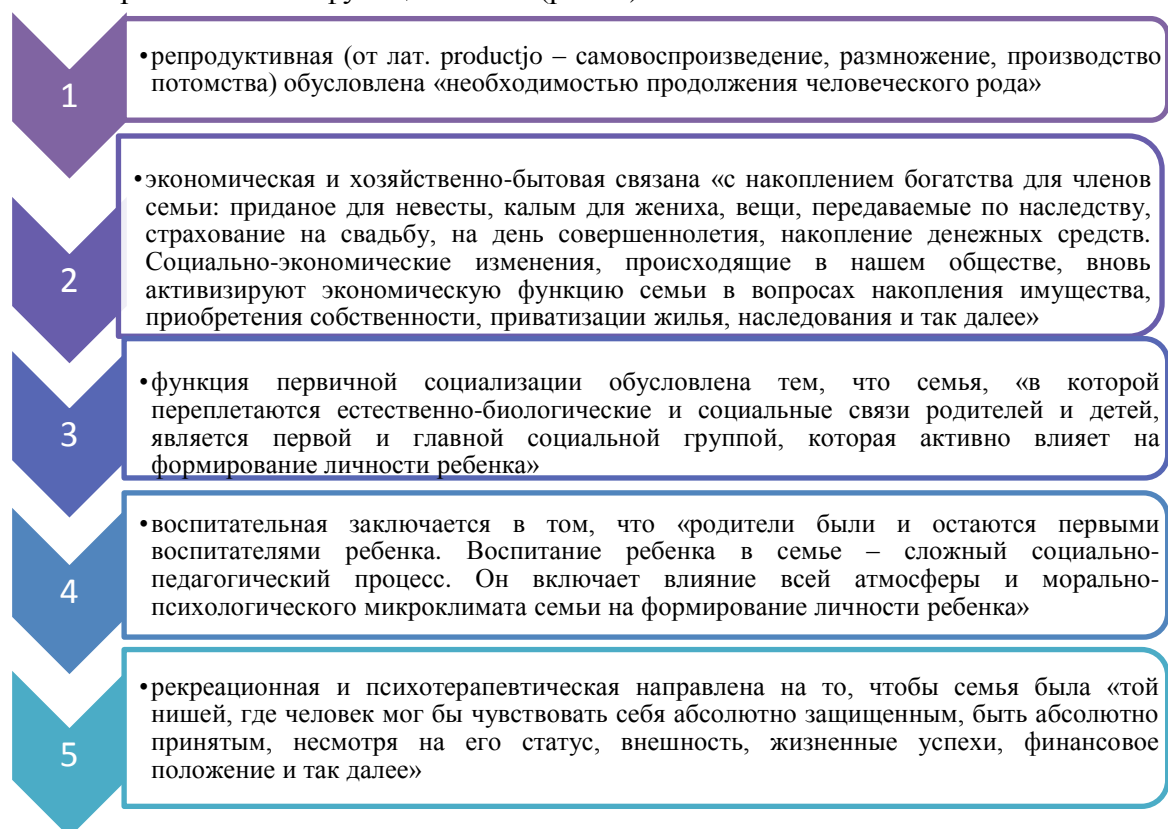 1
•репродуктивная (от лат. productjo – самовоспроизведение, размножение, производство
потомства) обусловлена «необходимостью продолжения человеческого рода»
2
•экономическая и хозяйственно-бытовая связана «с накоплением богатства для членов
семьи: приданое для невесты, калым для жениха, вещи, передаваемые по наследству,
страхование на свадьбу, на день совершеннолетия, накопление денежных средств.
Социально-экономические изменения, происходящие в нашем обществе, вновь
активизируют экономическую функцию семьи в вопросах накопления имущества,
приобретения собственности, приватизации жилья, наследования и так далее»
3
•функция первичной социализации обусловлена тем, что семья, «в которой
переплетаются естественно-биологические и социальные связи родителей и детей,
является первой и главной социальной группой, которая активно влияет на
формирование личности ребенка»
4
•воспитательная заключается в том, что «родители были и остаются первыми
воспитателями ребенка. Воспитание ребенка в семье – сложный социально-
педагогический процесс. Он включает влияние всей атмосферы и морально-
психологического микроклимата семьи на формирование личности ребенка»
5
•рекреационная и психотерапевтическая направлена на то, чтобы семья была «той
нишей, где человек мог бы чувствовать себя абсолютно защищенным, быть абсолютно
принятым, несмотря на его статус, внешность, жизненные успехи, финансовое
положение и так далее»